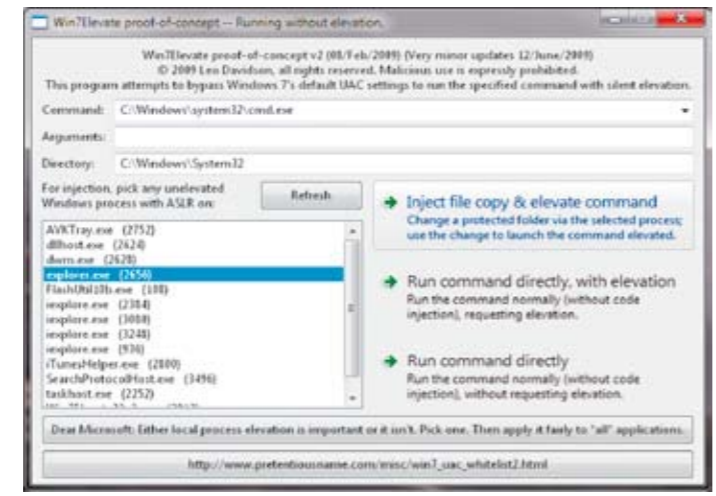 Win7Elevate proof-of-concept -- Running without elevation.
Win7Elevate proof-of-concept v2 (08/Feb/2009) (Very minor updates 12/June/2009)
© 2009 Leo Davidson, all rights reserved. Malicious use is expressly prohibited.
This program attempts to bypass Windows 7's default UAC settings to run the specified command with silent elevation.
Command: C:\Windows\system32\cmd.exe
Arguments:
Directory: C:\Windows\System32
For injection, pick any unelevated
Windows process with ASLR on:
Refresh
AVKTray.exe (2752)
dllhost.exe (2624)
dwm.exe (2628)
explorer.exe (2656)
FlashUtil10b.exe (188)
iexplore.exe (2384)
iexplore.exe (3088)
iexplore.exe (3248)
iexplore.exe (936)
iTunesHelper.exe (2800)
SearchProtocolHost.exe (3496)
taskhost.exe (2252)
Inject file copy & elevate command
Change a protected folder via the selected process;
use the change to launch the command elevated.
Run command directly, with elevation
Run the command normally (without code
injection), requesting elevation.
Run command directly
Run the command normally (without code
injection), without requesting elevation.
Dear Microsoft: Either local process elevation is important or it isn't. Pick one. Then apply it fairly to "all" applications.
http://www.pretentiousname.com/misc/win7_uac_whitelist2.html